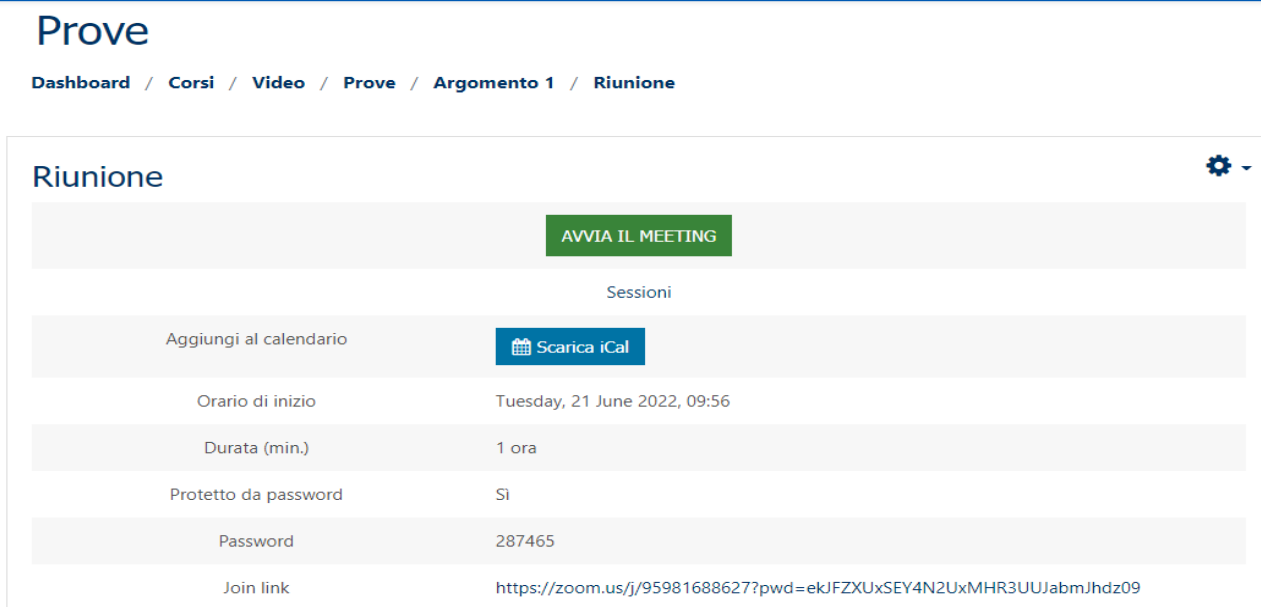 Prove
Dashboard / Corsi / Video / Prove / Argomento 1 / Riunione
Riunione
AVVIA IL MEETING
Sessioni
Aggiungi al calendario Scarica iCal
Orario di inizio Tuesday, 21 June 2022, 09:56
Durata (min.) 1 ora
Protetto da password Sì
Password 287465
Join link https://zoom.us/j/95981688627?pwd=ekJFZXUxSEY4N2UxMHR3UUJabmJhdz09